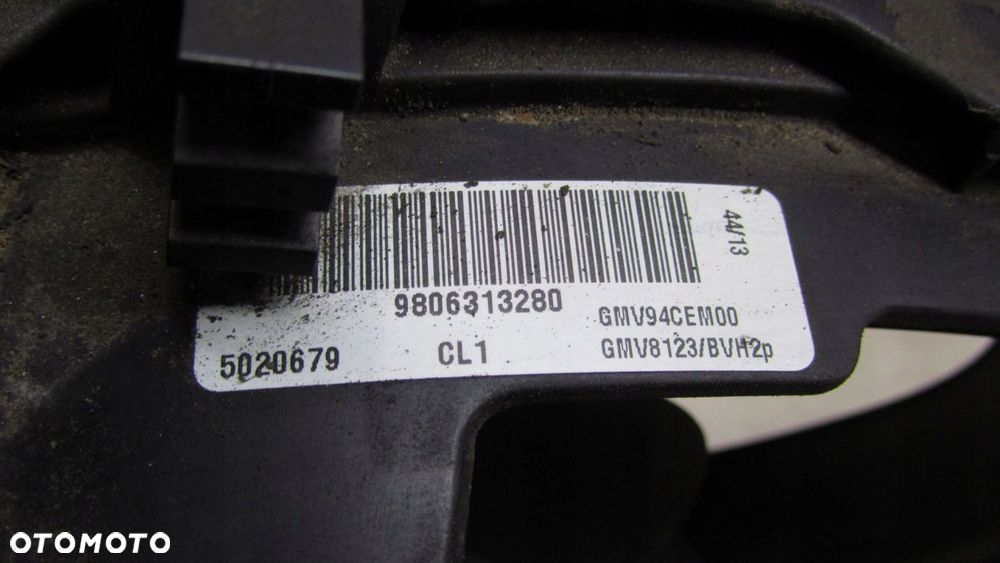 44/13
9806313280
GMV94CEM00
5020679
CL1
GMV8123/BVH2p
OTOMOTO